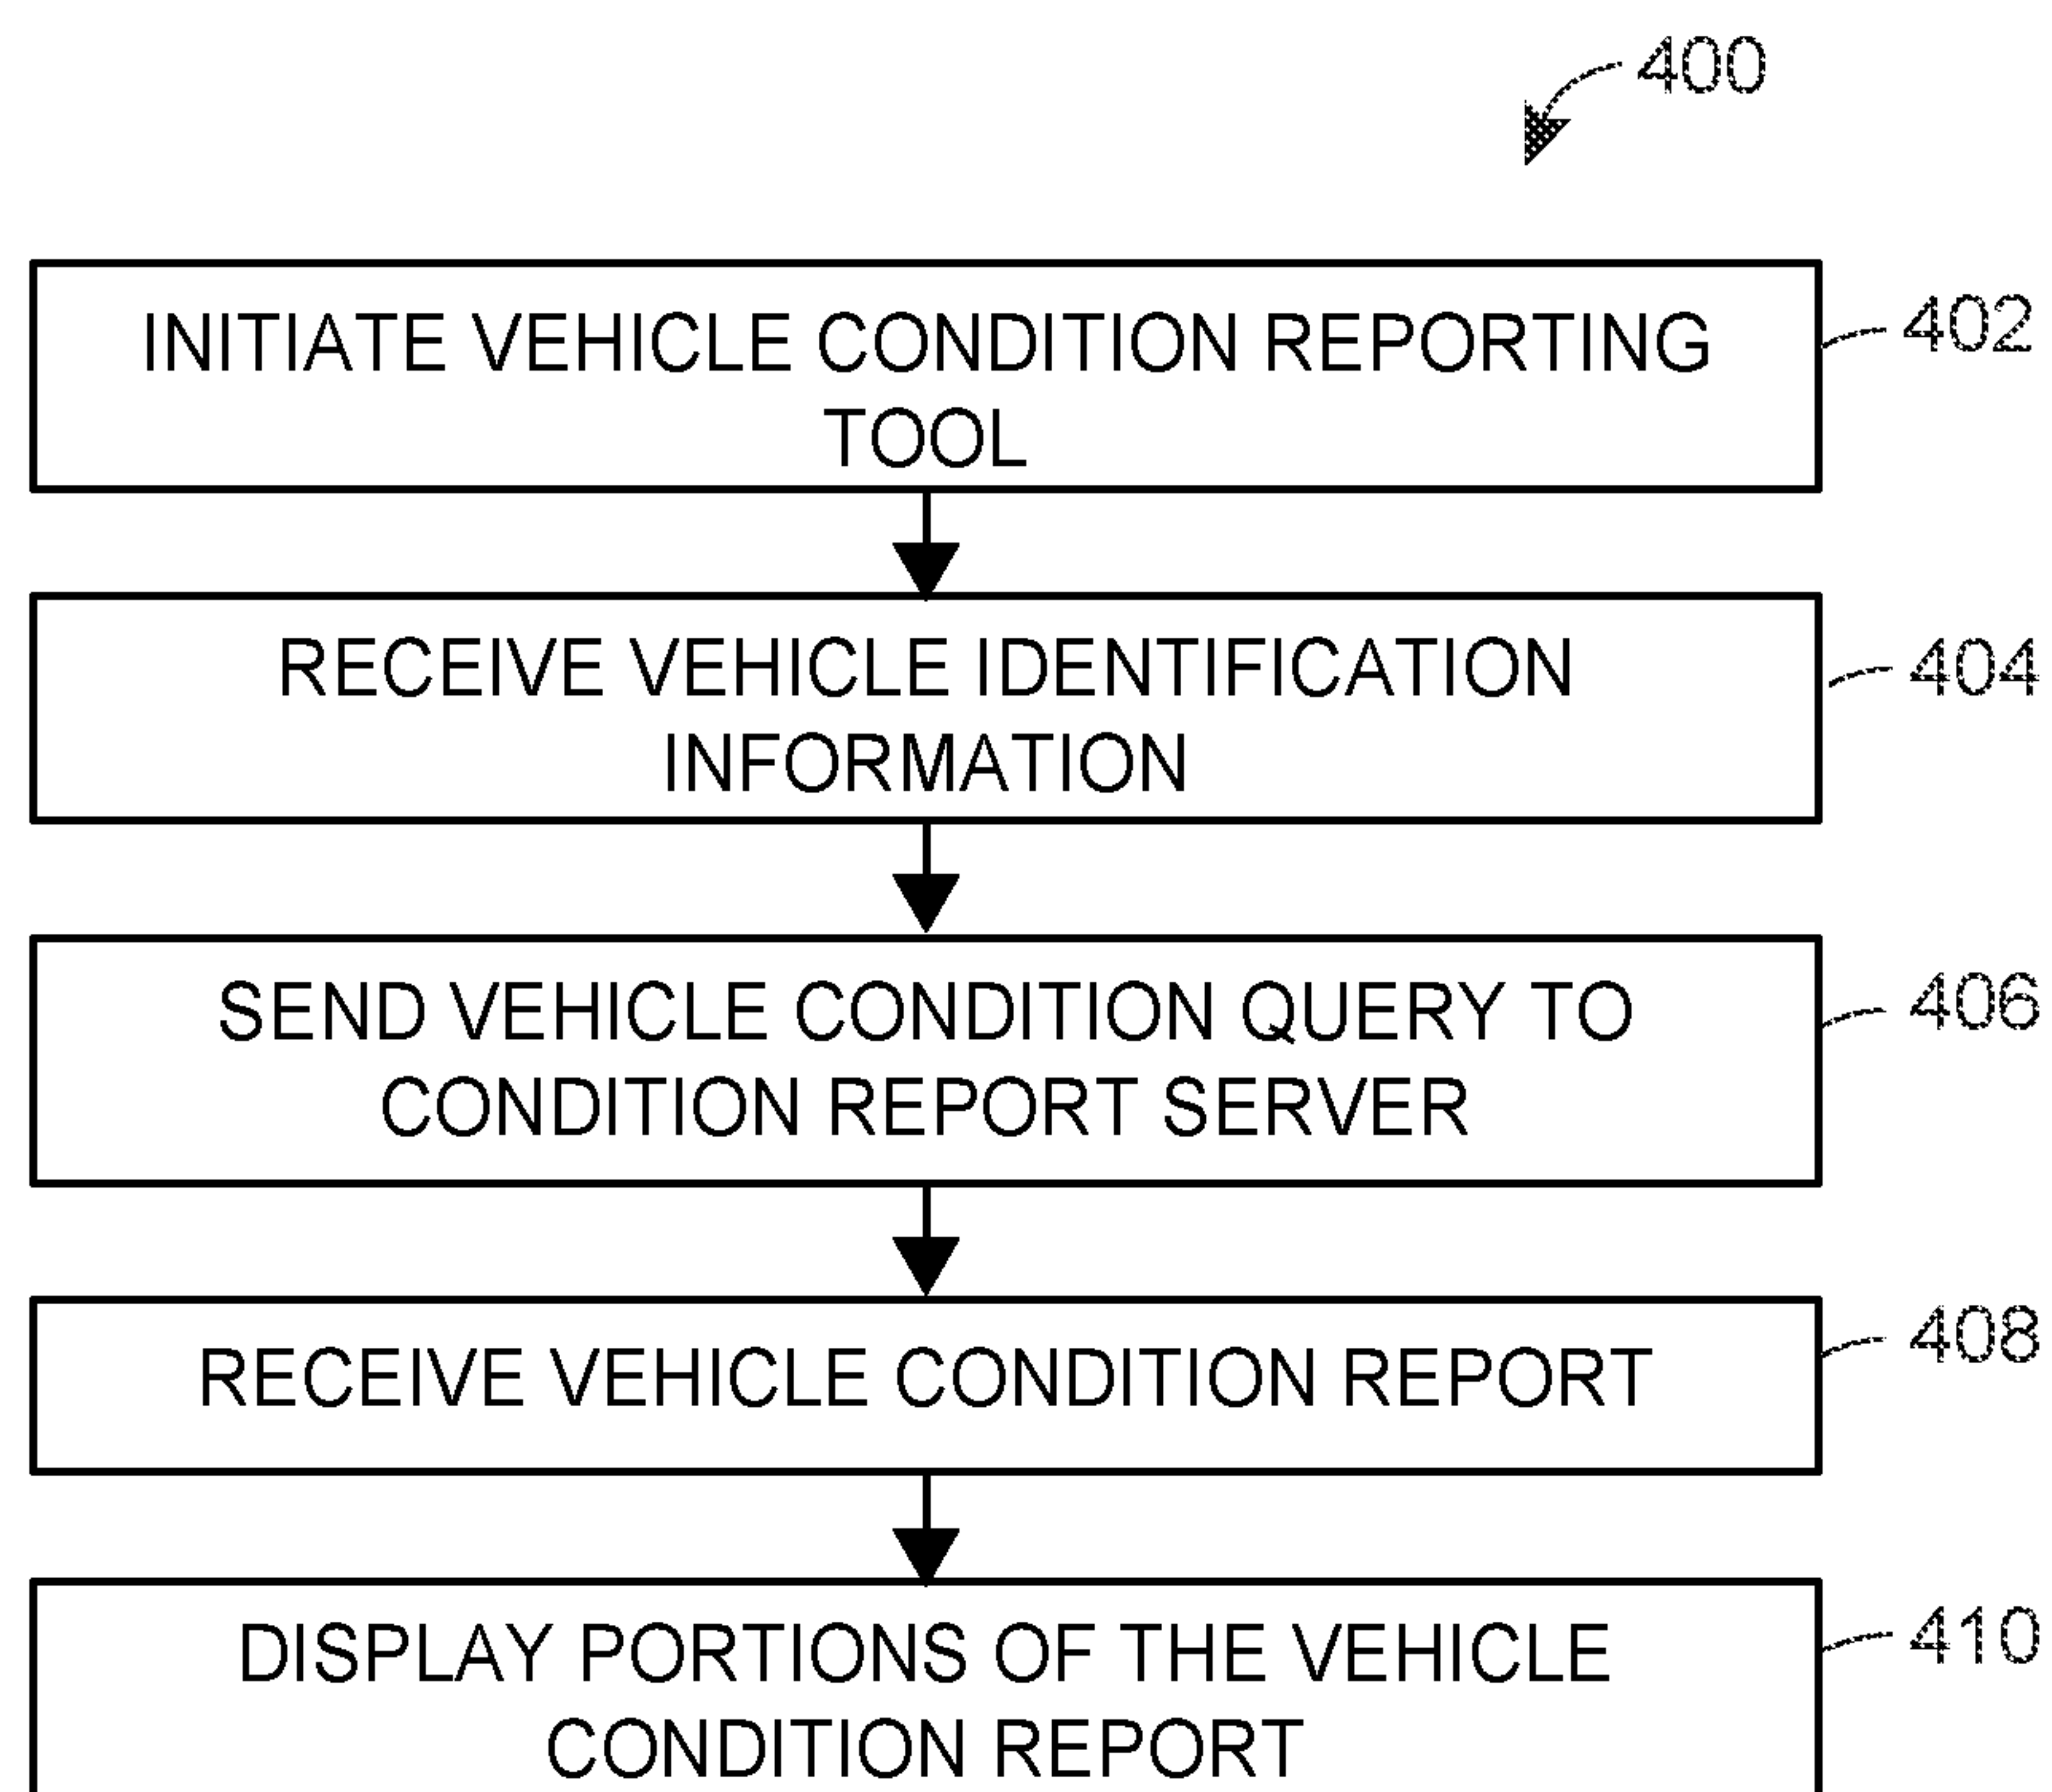 400
INITIATE VEHICLE CONDITION REPORTING
TOOL
402
RECEIVE VEHICLE IDENTIFICATION
INFORMATION
404
SEND VEHICLE CONDITION QUERY TO
CONDITION REPORT SERVER
406
RECEIVE VEHICLE CONDITION REPORT
408
DISPLAY PORTIONS OF THE VEHICLE
CONDITION REPORT
410